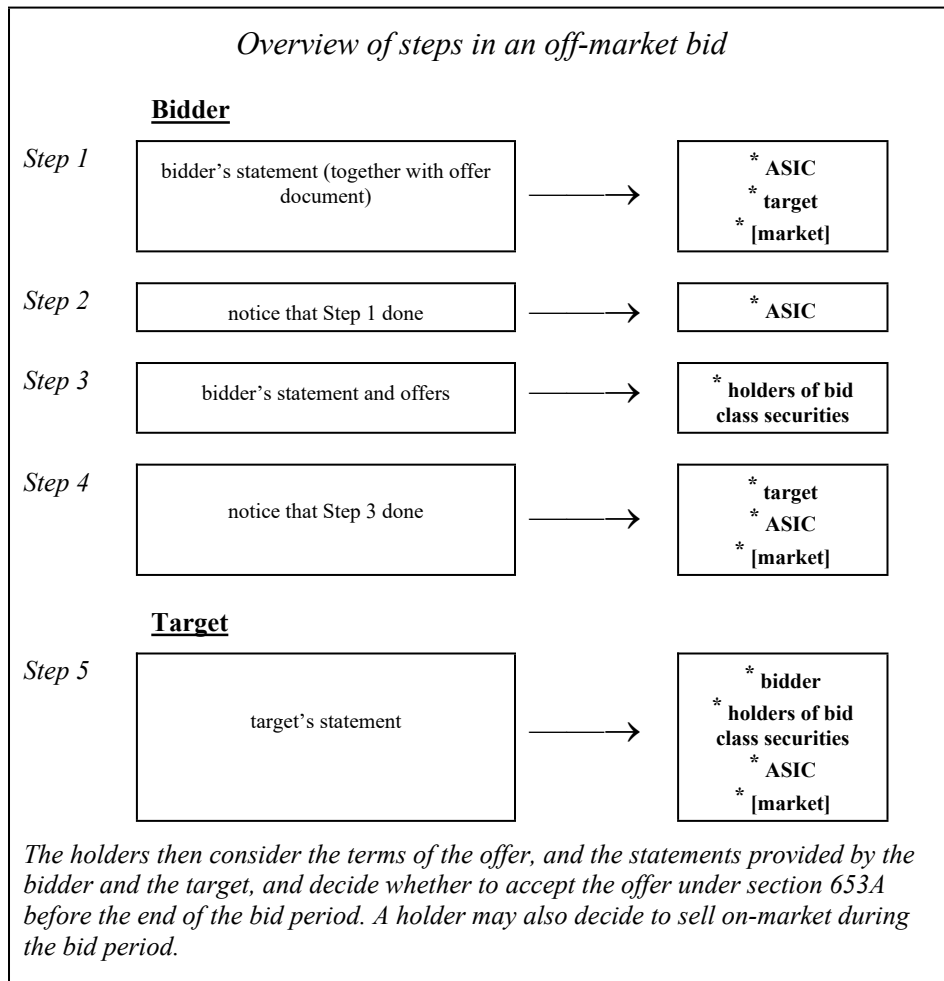 Overview of steps in an off-market bid
Bidder
Step 1
bidder’s statement (together with offer
document)
* ASIC
* target
* [market]
Step 2
notice that Step 1 done
* ASIC
Step 3
bidder’s statement and offers
* holders of bid
class securities
Step 4
notice that Step 3 done
* target
* ASIC
* [market]
Target
Step 5
target’s statement
* bidder
* holders of bid
class securities
* ASIC
* [market]
The holders then consider the terms of the offer, and the statements provided by the
bidder and the target, and decide whether to accept the offer under section 653A
before the end of the bid period. A holder may also decide to sell on-market during
the bid period.